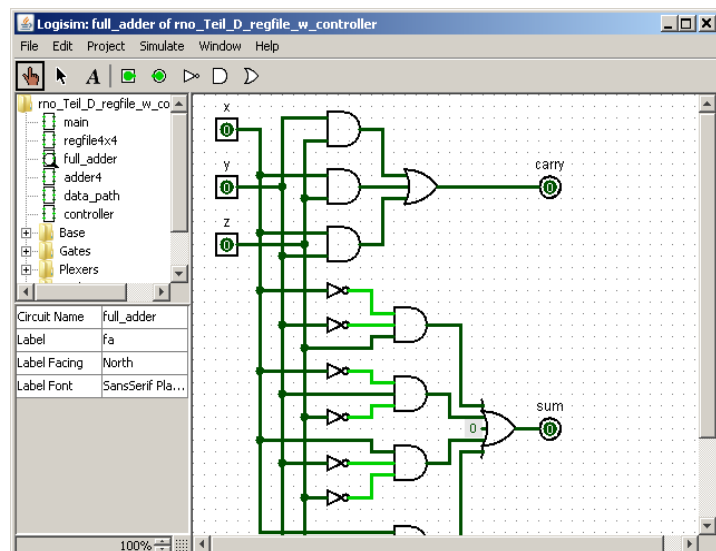 Logisim: full_adder of rno_Teil_D_regfile_w_controller
File Edit Project Simulate Window Help
A
rno_Teil_D_regfile_w_co
main
regfile4x4
full_adder
adder4
data_path
controller
Base
Gates
Plexers
Circuit Name full_adder
Label fa
Label Facing North
Label Font SansSerif Pla...
100%
x
0
y
0
z
0
carry
0
sum
0
0